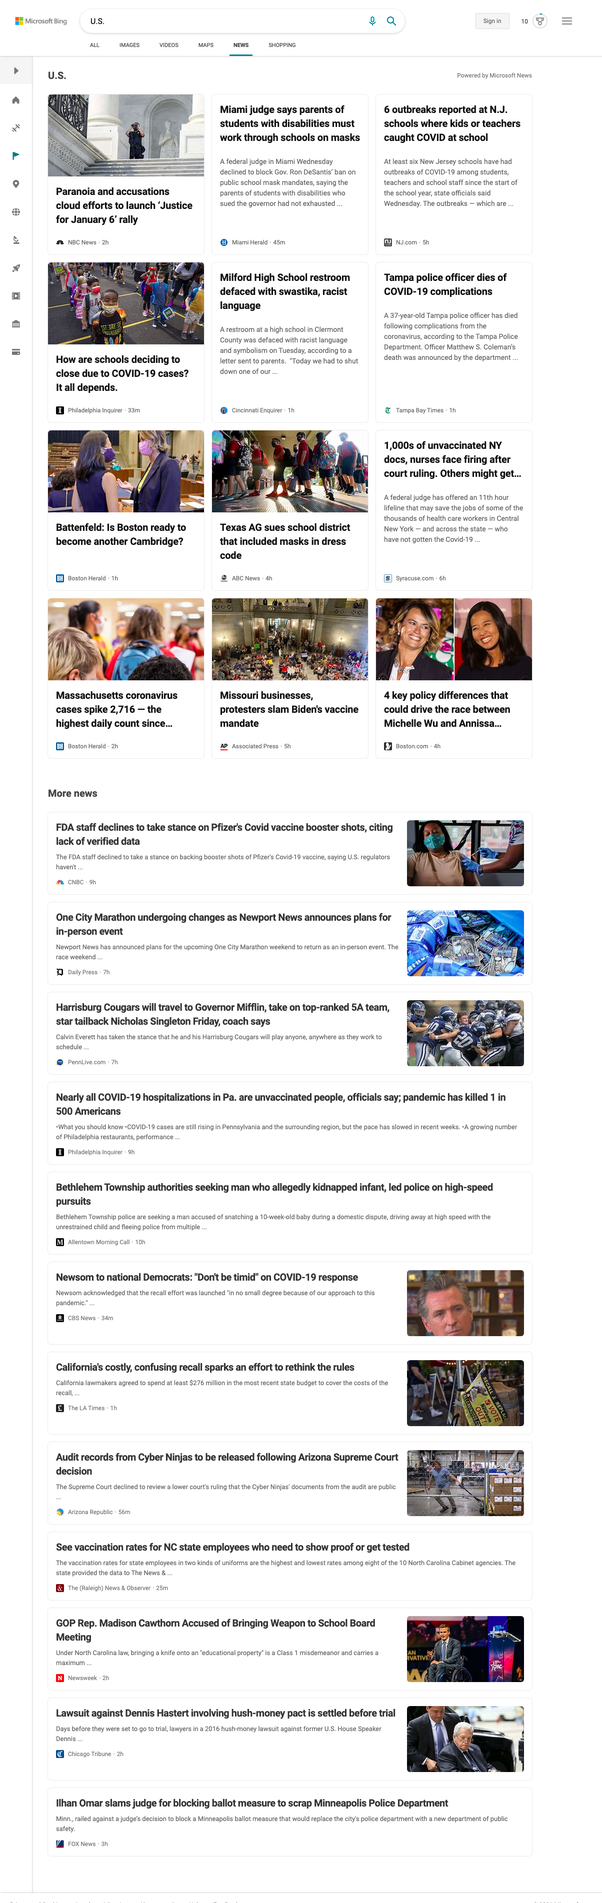 Microsoft Bing
U.S.
Sign in
10
ALL
IMAGES
VIDEOS
MAPS
NEWS
SHOPPING
U.S.
Powered by Microsoft News
Paranoia and accusations
cloud efforts to launch 'Justice
for January 6' rally
NBC News · 2h
Miami judge says parents of
students with disabilities must
work through schools on masks
A federal judge in Miami Wednesday
declined to block Gov. Ron DeSantis' ban on
public school mask mandates, saying the
parents of students with disabilities who
sued the governor had not exhausted ...
Miami Herald · 45m
6 outbreaks reported at N.J.
schools where kids or teachers
caught COVID at school
At least six New Jersey schools have had
outbreaks of COVID-19 among students,
teachers and school staff since the start of
the school year, state officials said
Wednesday. The outbreaks — which are ...
NJ.com · 5h
How are schools deciding to
close due to COVID-19 cases?
It all depends.
Philadelphia Inquirer · 33m
Milford High School restroom
defaced with swastika, racist
language
A restroom at a high school in Clermont
County was defaced with racist language
and symbolism on Tuesday, according to a
letter sent to parents. "Today we had to shut
down one of our ...
Cincinnati Enquirer · 1h
Tampa police officer dies of
COVID-19 complications
A 37-year-old Tampa police officer has died
following complications from the
coronavirus, according to the Tampa Police
Department. Officer Matthew S. Coleman's
death was announced by the department ...
Tampa Bay Times · 1h
Battenfeld: Is Boston ready to
become another Cambridge?
Boston Herald · 1h
Texas AG sues school district
that included masks in dress
code
ABC News · 4h
1,000s of unvaccinated NY
docs, nurses face firing after
court ruling. Others might get...
A federal judge has offered an 11th hour
lifeline that may save the jobs of some of the
thousands of health care workers in Central
New York — and across the state — who
have not gotten the Covid-19 ...
Syracuse.com · 6h
Massachusetts coronavirus
cases spike 2,716 — the
highest daily count since...
Boston Herald · 2h
Missouri businesses,
protesters slam Biden's vaccine
mandate
AP
Associated Press · 5h
4 key policy differences that
could drive the race between
Michelle Wu and Annissa...
Boston.com · 4h
More news
FDA staff declines to take stance on Pfizer's Covid vaccine booster shots, citing
lack of verified data
The FDA staff declined to take a stance on backing booster shots of Pfizer's Covid-19 vaccine, saying U.S. regulators
haven't ...
CNBC · 9h
One City Marathon undergoing changes as Newport News announces plans for
in-person event
Newport News has announced plans for the upcoming One City Marathon weekend to return as an in-person event. The
race weekend ...
Daily Press · 7h
Harrisburg Cougars will travel to Governor Mifflin, take on top-ranked 5A team,
star tailback Nicholas Singleton Friday, coach says
Calvin Everett has taken the stance that he and his Harrisburg Cougars will play anyone, anywhere as they work to
schedule ...
PennLive.com · 7h
Nearly all COVID-19 hospitalizations in Pa. are unvaccinated people, officials say; pandemic has killed 1 in
500 Americans
•What you should know •COVID-19 cases are still rising in Pennsylvania and the surrounding region, but the pace has slowed in recent weeks. •A growing number
of Philadelphia restaurants, performance ...
Philadelphia Inquirer · 9h
Bethlehem Township authorities seeking man who allegedly kidnapped infant, led police on high-speed
pursuits
Bethlehem Township police are seeking a man accused of snatching a 10-week-old baby during a domestic dispute, driving away at high speed with the
unrestrained child and fleeing police from multiple ...
Allentown Morning Call · 10h
Newsom to national Democrats: "Don't be timid" on COVID-19 response
Newsom acknowledged that the recall effort was launched "in no small degree because of our approach to this
pandemic." ...
CBS News · 34m
California's costly, confusing recall sparks an effort to rethink the rules
California lawmakers agreed to spend at least $276 million in the most recent state budget to cover the costs of the
recall, ...
The LA Times · 1h
Audit records from Cyber Ninjas to be released following Arizona Supreme Court
decision
The Supreme Court declined to review a lower court's ruling that the Cyber Ninjas' documents from the audit are public
...
Arizona Republic · 56m
See vaccination rates for NC state employees who need to show proof or get tested
The vaccination rates for state employees in two kinds of uniforms are the highest and lowest rates among eight of the 10 North Carolina Cabinet agencies. The
state provided the data to The News & ...
The (Raleigh) News & Observer · 25m
GOP Rep. Madison Cawthorn Accused of Bringing Weapon to School Board
Meeting
Under North Carolina law, bringing a knife onto an "educational property" is a Class 1 misdemeanor and carries a
maximum ...
Newsweek · 2h
Lawsuit against Dennis Hastert involving hush-money pact is settled before trial
Days before they were set to go to trial, lawyers in a 2016 hush-money lawsuit against former U.S. House Speaker
Dennis ...
Chicago Tribune · 2h
Ilhan Omar slams judge for blocking ballot measure to scrap Minneapolis Police Department
Minn., railed against a judge's decision to block a Minneapolis ballot measure that would replace the city's police department with a new department of public
safety.
FOX News · 3h